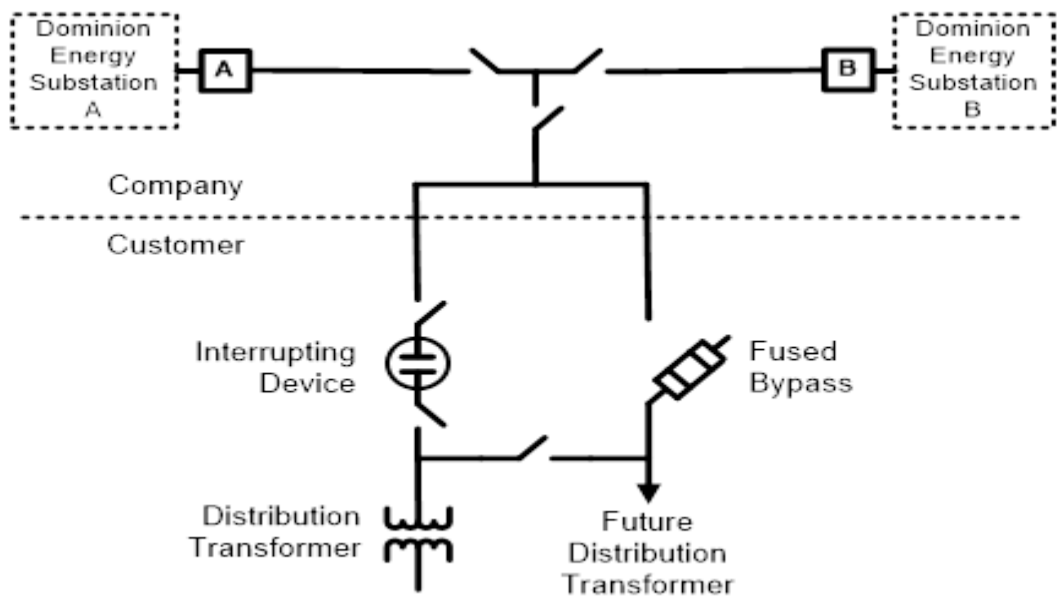 Dominion
Energy
Substation
A
A
B
Dominion
Energy
Substation
B
Company
Customer
Interrupting
Device
Fused
Bypass
Distribution
Transformer
Future
Distribution
Transformer